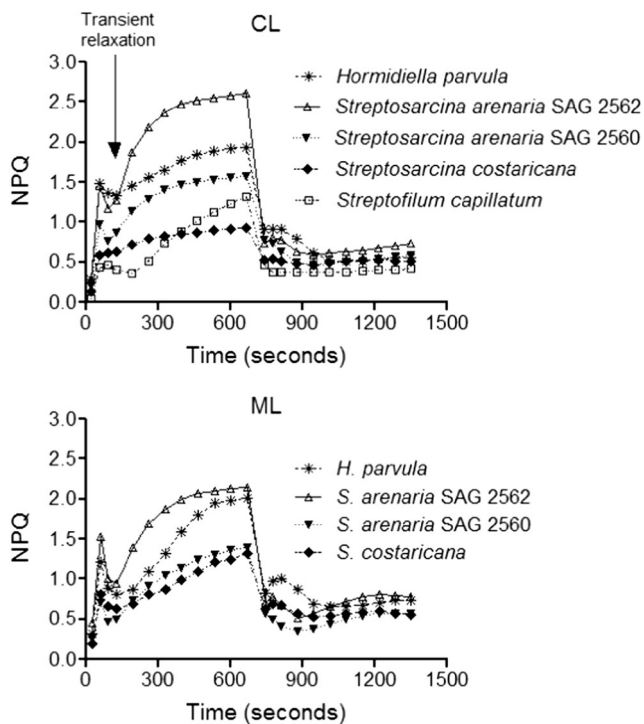 Transient
relaxation
CL
NPQ
3.0
2.5
2.0
1.5
1.0
0.5
0.0
0 300 600 900 1200 1500
Time (seconds)
Hormidiella parvula
Streptosarcina arenaria SAG 2562
Streptosarcina arenaria SAG 2560
Streptosarcina costaricana
Streptofilum capillatum
ML
NPQ
3.0
2.5
2.0
1.5
1.0
0.5
0.0
0 300 600 900 1200 1500
Time (seconds)
H. parvula
S. arenaria SAG 2562
S. arenaria SAG 2560
S. costaricana